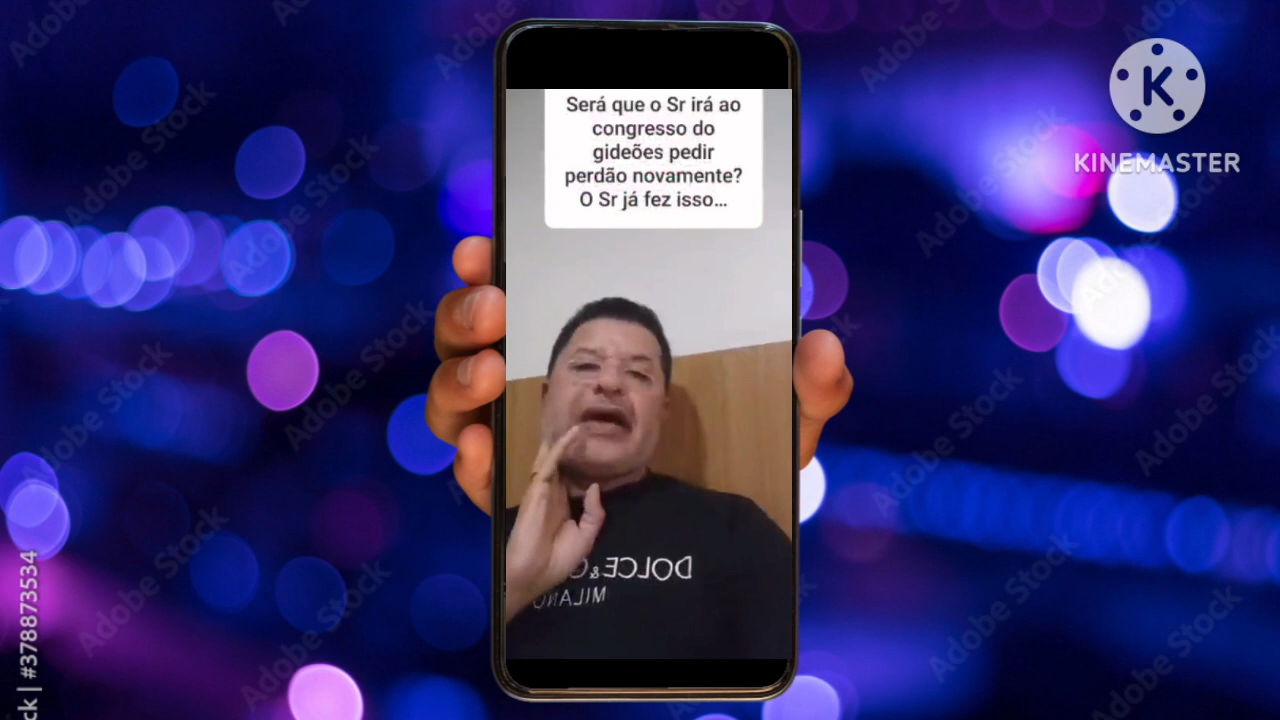 Será que o Sr irá ao
congresso do
gideões pedir
perdão novamente?
O Sr já fez isso...
K
KINEMASTER
DOLCE&G
MILANO
Adobe Stock
ck | #378873534